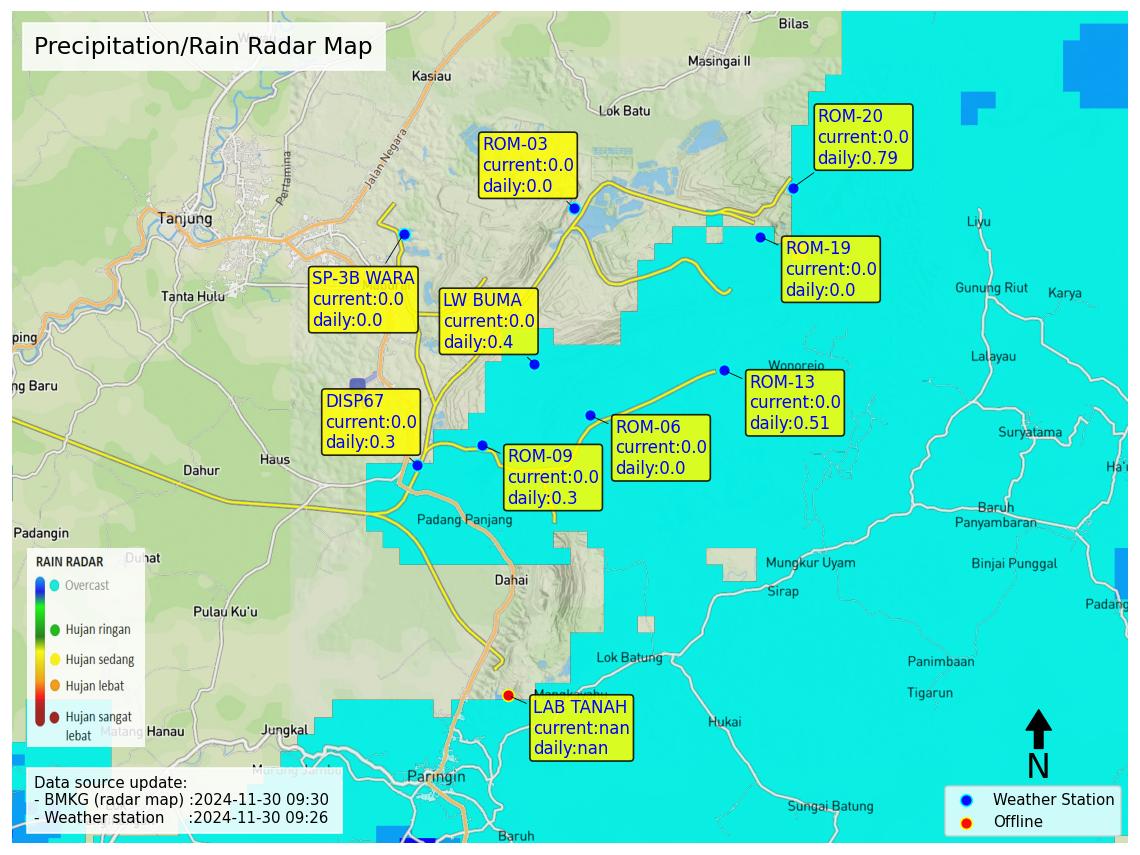 Precipitation/Rain Radar Map
Bilas
Masingai II
Kasiau
Lok Batu
Jalan Negara
Pertamina
Tanjung
Tanta Hulu
ping
ng Baru
ROM-20
current:0.0
daily:0.79
ROM-03
current:0.0
daily:0.0
ROM-19
current:0.0
daily:0.0
SP-3B WARA
current:0.0
daily:0.0
LW BUMA
current:0.0
daily:0.4
Liyu
Gunung Riut
Karya
Lalayau
Wonorejo
ROM-13
current:0.0
daily:0.51
DISP67
current:0.0
daily:0.3
ROM-06
current:0.0
daily:0.0
ROM-09
current:0.0
daily:0.3
Suryatama
Ha'u
Haus
Dahur
Padang Panjang
Baruh
Panyambaran
Padangin
Duhat
Dahai
Mungkur Uyam
Binjai Punggal
Sirap
Padang
Pulau Ku'u
Lok Batung
Panimbaan
Tigarun
Mangkayahu
LAB TANAH
current:nan
daily:nan
Hukai
Matang Hanau
Jungkal
Murung Jambu
Paringin
Sungai Batung
Baruh
RAIN RADAR
Overcast
Hujan ringan
Hujan sedang
Hujan lebat
Hujan sangat
lebat
Data source update:
- BMKG (radar map) :2024-11-30 09:30
- Weather station :2024-11-30 09:26
N
Weather Station
Offline